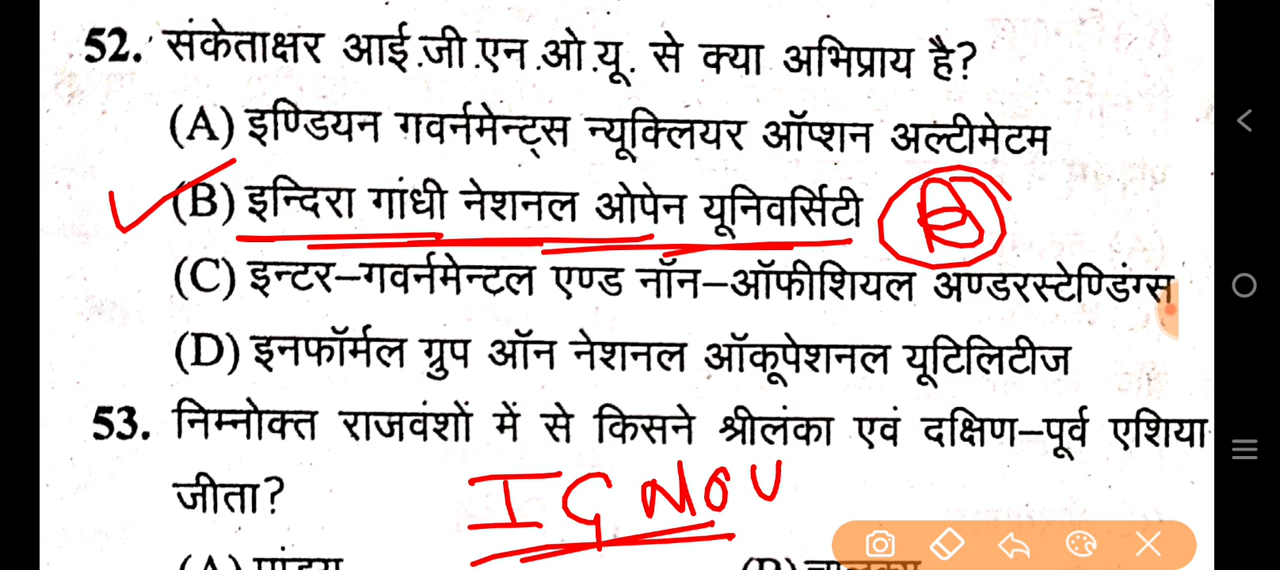 52. संकेताक्षर आई.जी.एन.ओ.यू. से क्या अभिप्राय है?
(A) इण्डियन गवर्नमेन्ट्स न्यूक्लियर ऑप्शन अल्टीमेटम
(B) इन्दिरा गांधी नेशनल ओपेन यूनिवर्सिटी B
(C) इन्टर–गवर्नमेन्टल एण्ड नॉन–ऑफीशियल अण्डरस्टेण्डिंग्स
(D) इनफॉर्मल ग्रुप ऑन नेशनल ऑकूपेशनल यूटिलिटीज
53. निम्नोक्त राजवंशों में से किसने श्रीलंका एवं दक्षिण–पूर्व एशिया
जीता?
IGNOU
(A) (B)